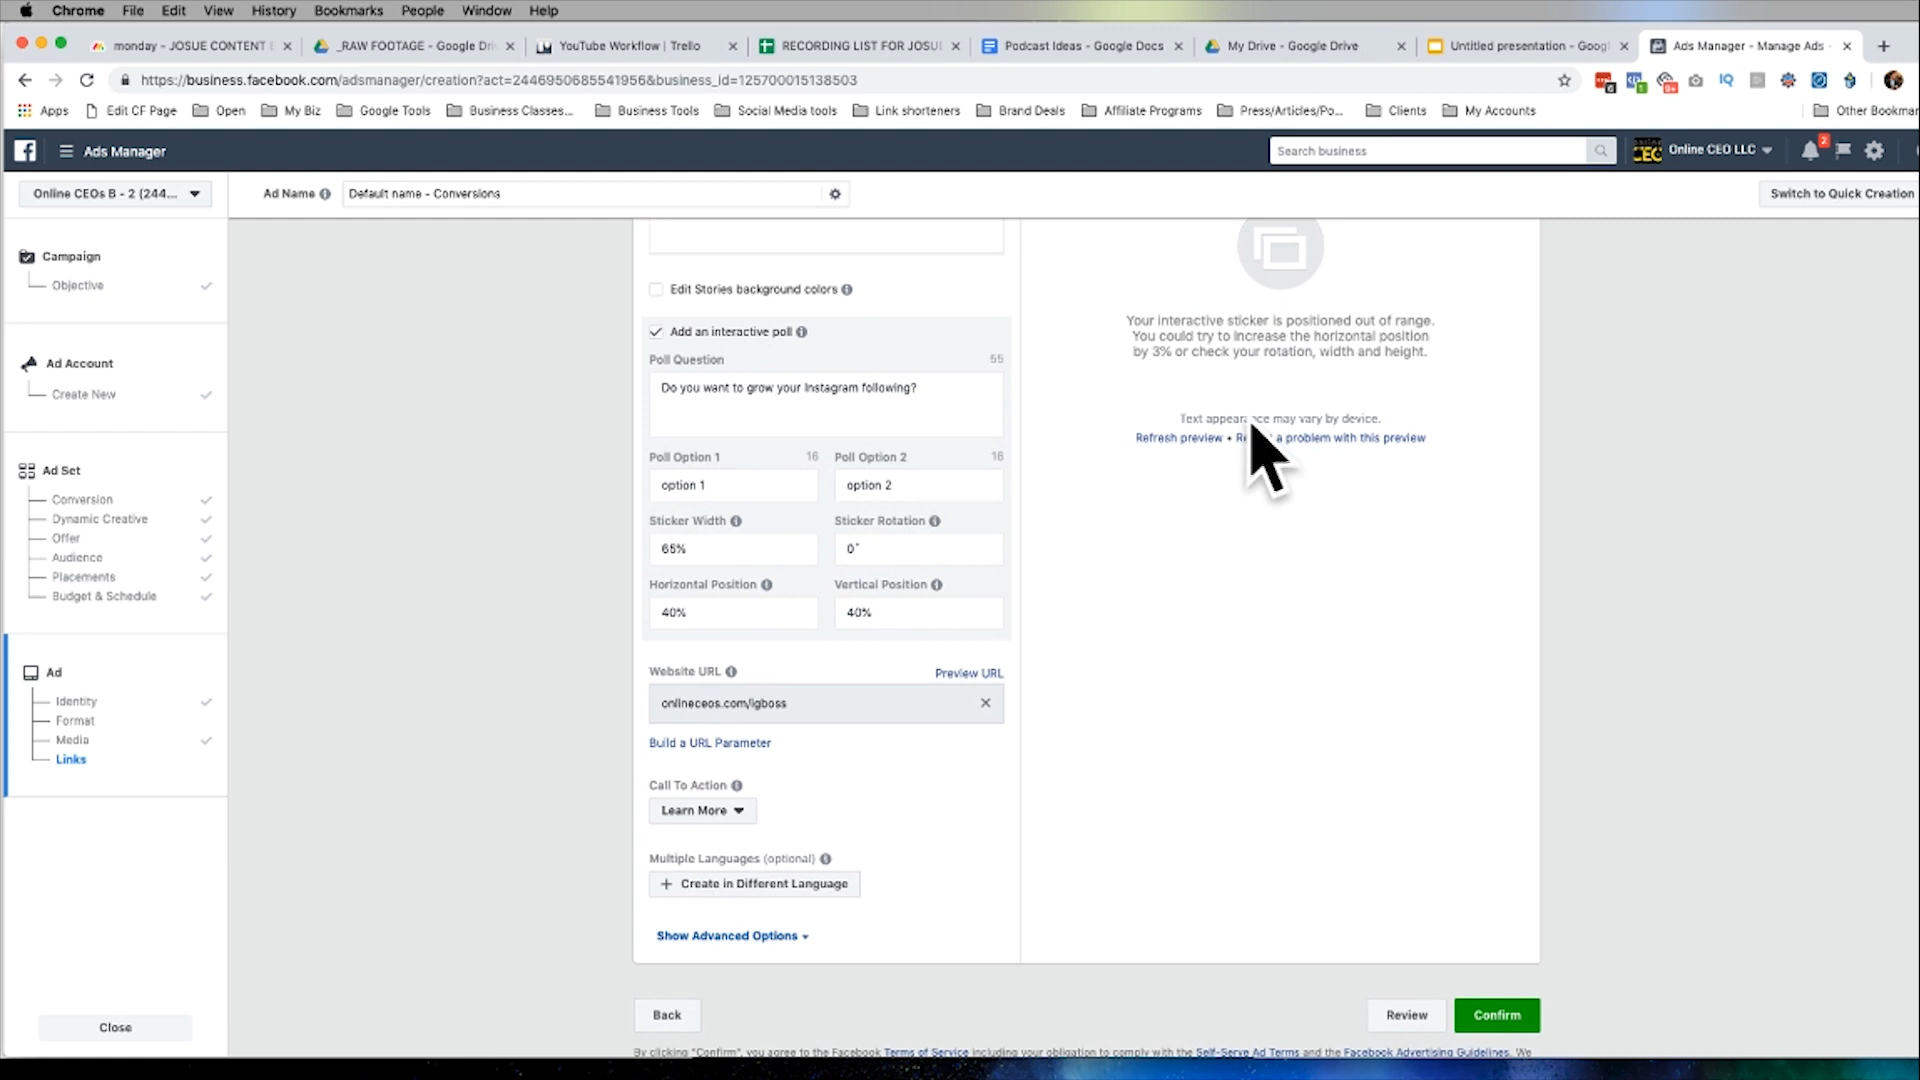 Chrome File Edit View History Bookmarks People Window Help
monday - JOSUE CONTENT
_RAW FOOTAGE - Google Dri
YouTube Workflow | Trello
RECORDING LIST FOR JOSU
Podcast Ideas - Google Docs
My Drive - Google Drive
Untitled presentation - Googl
Ads Manager - Manage Ads -
https://business.facebook.com/adsmanager/creation?act=2446950685541956&business_id=125700015138503
Apps Edit CF Page Open My Biz Google Tools Business Classes... Business Tools Social Media tools Link shorteners Brand Deals Affiliate Programs Press/Articles/Po... Clients My Accounts Other Bookmar
Ads Manager
Search business
CEO
Online CEO LLC
2
Online CEOs B - 2 (244...
Ad Name
Default name - Conversions
Switch to Quick Creation
Campaign
Objective
Ad Account
Create New
Ad Set
Conversion
Dynamic Creative
Offer
Audience
Placements
Budget & Schedule
Ad
Identity
Format
Media
Links
Close
Edit Stories background colors
Add an interactive poll
Poll Question 55
Do you want to grow your Instagram following?
Poll Option 1 16 Poll Option 2 16
option 1 option 2
Sticker Width Sticker Rotation
65% 0°
Horizontal Position Vertical Position
40% 40%
Website URL Preview URL
onlineceos.com/igboss
Build a URL Parameter
Call To Action
Learn More
Multiple Languages (optional)
+ Create in Different Language
Show Advanced Options
Your interactive sticker is positioned out of range.
You could try to increase the horizontal position
by 3% or check your rotation, width and height.
Text appearance may vary by device.
Refresh preview • a problem with this preview
Back
Review
Confirm
By clicking "Confirm", you agree to the Facebook Terms of Service including your obligation to comply with the Self-Serve Ad Terms and the Facebook Advertising Guidelines. We